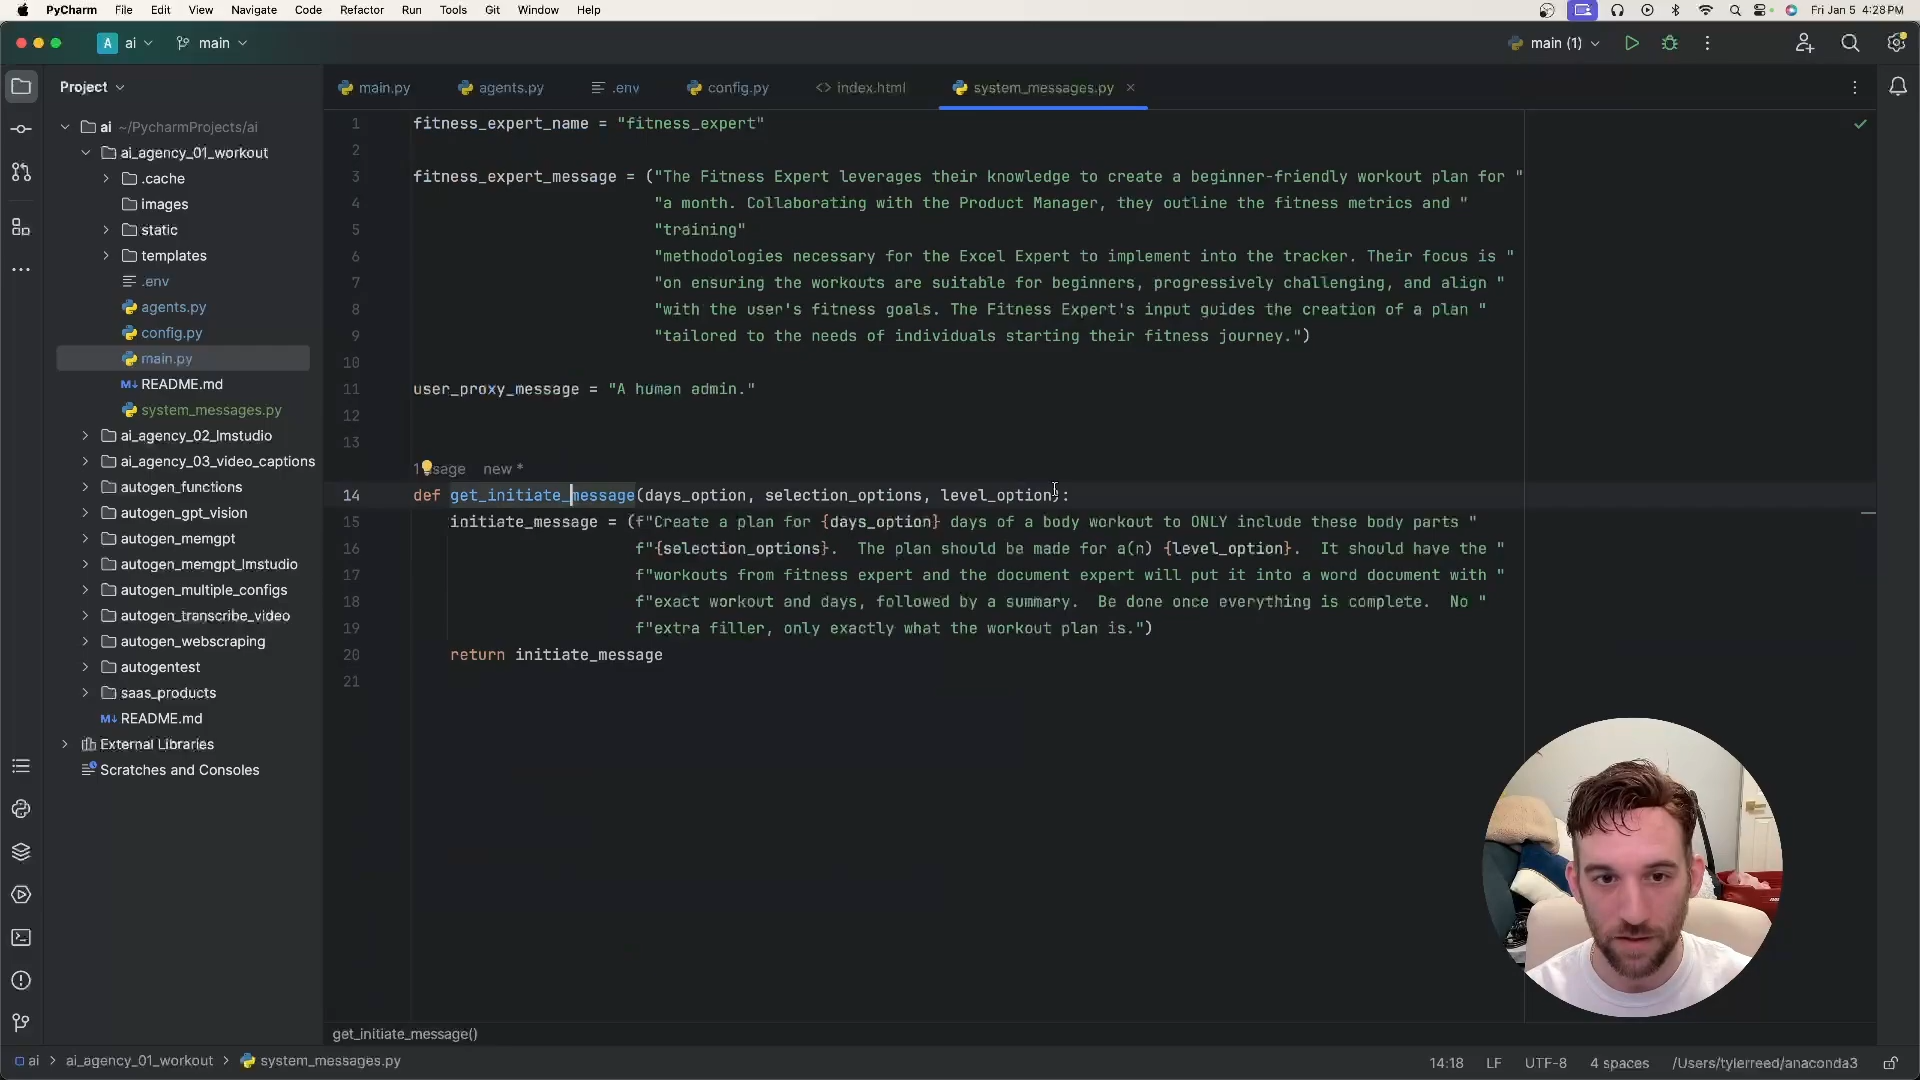 PyCharm File Edit View Navigate Code Refactor Run Tools Git Window Help Fri Jan 5 4:28 PM
A ai main main (1)
Project
main.py agents.py .env config.py <> index.html system_messages.py
ai ~/PycharmProjects/ai
ai_agency_01_workout
.cache
images
static
templates
.env
agents.py
config.py
main.py
README.md
system_messages.py
ai_agency_02_lmstudio
ai_agency_03_video_captions
autogen_functions
autogen_gpt_vision
autogen_memgpt
autogen_memgpt_lmstudio
autogen_multiple_configs
autogen_transcribe_video
autogen_webscraping
autogentest
saas_products
README.md
External Libraries
Scratches and Consoles
1 fitness_expert_name = "fitness_expert"
2
3 fitness_expert_message = ("The Fitness Expert leverages their knowledge to create a beginner-friendly workout plan for "
4 "a month. Collaborating with the Product Manager, they outline the fitness metrics and "
5 "training"
6 "methodologies necessary for the Excel Expert to implement into the tracker. Their focus is "
7 "on ensuring the workouts are suitable for beginners, progressively challenging, and align "
8 "with the user's fitness goals. The Fitness Expert's input guides the creation of a plan "
9 "tailored to the needs of individuals starting their fitness journey.")
10
11 user_proxy_message = "A human admin."
12
13
1 usage new *
14 def get_initiate_message(days_option, selection_options, level_option):
15 initiate_message = (f"Create a plan for {days_option} days of a body workout to ONLY include these body parts "
16 f"{selection_options}. The plan should be made for a(n) {level_option}. It should have the "
17 f"workouts from fitness expert and the document expert will put it into a word document with "
18 f"exact workout and days, followed by a summary. Be done once everything is complete. No "
19 f"extra filler, only exactly what the workout plan is.")
20 return initiate_message
21
get_initiate_message()
ai > ai_agency_01_workout > system_messages.py 14:18 LF UTF-8 4 spaces /Users/tylerreed/anaconda3